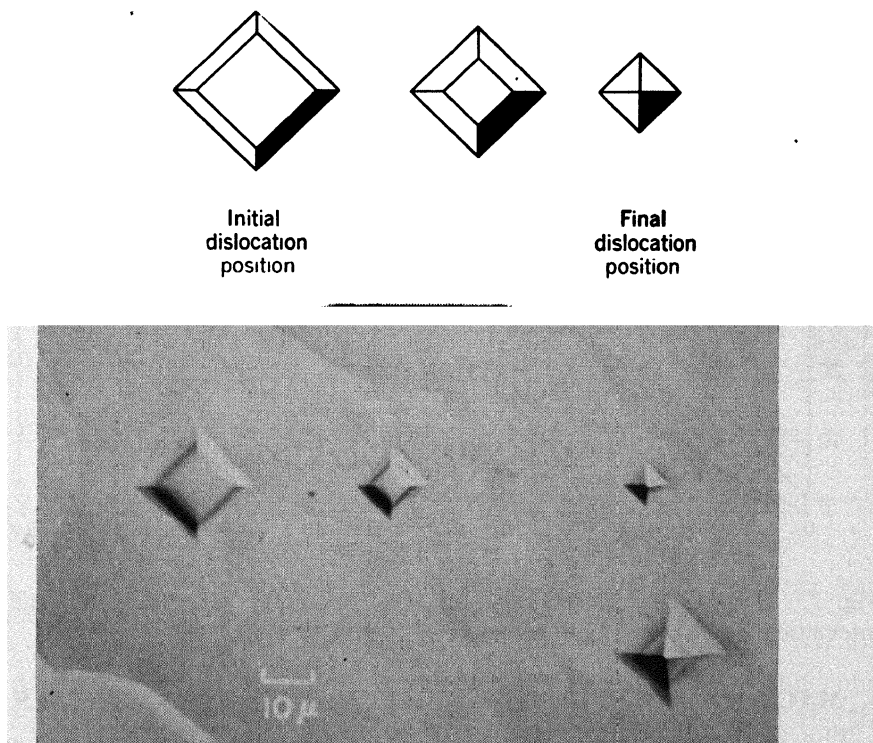 Initial
dislocation
position
Final
dislocation
position
10 μ